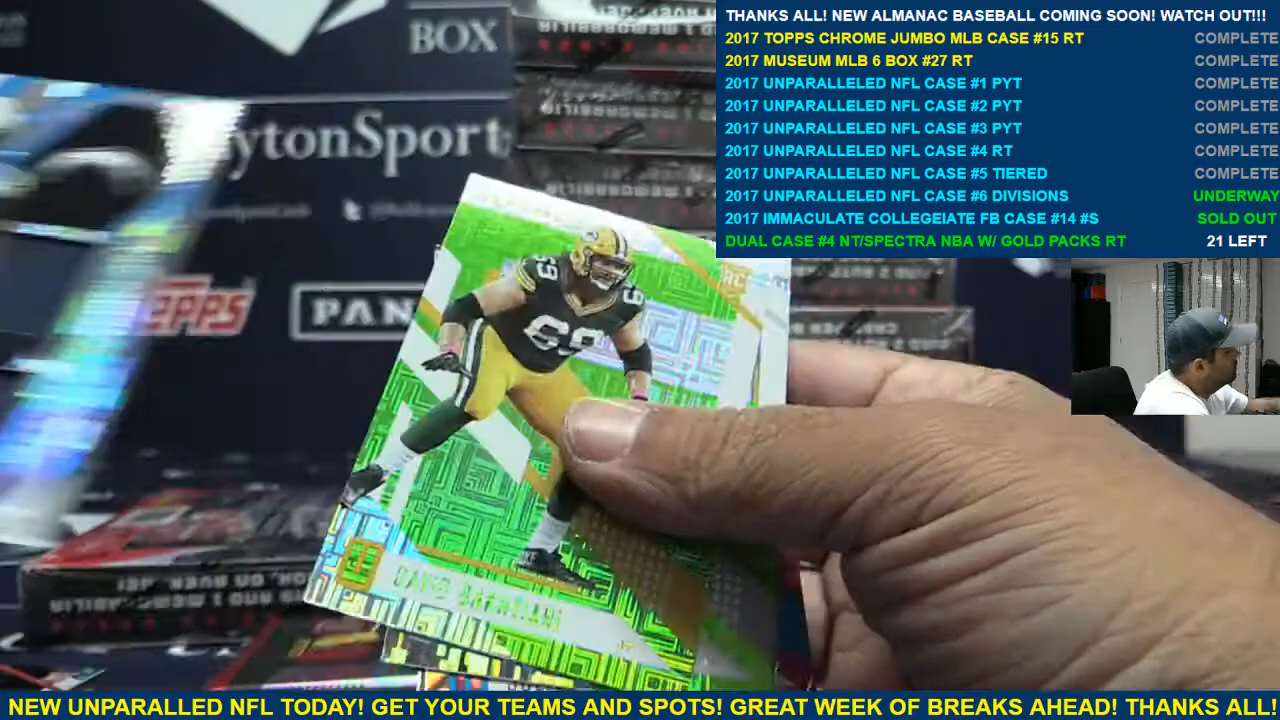 THANKS ALL! NEW ALMANAC BASEBALL COMING SOON! WATCH OUT!!!
2017 TOPPS CHROME JUMBO MLB CASE #15 RT COMPLETE
2017 MUSEUM MLB 6 BOX #27 RT COMPLETE
2017 UNPARALLELED NFL CASE #1 PYT COMPLETE
2017 UNPARALLELED NFL CASE #2 PYT COMPLETE
2017 UNPARALLELED NFL CASE #3 PYT COMPLETE
2017 UNPARALLELED NFL CASE #4 RT COMPLETE
2017 UNPARALLELED NFL CASE #5 TIERED COMPLETE
2017 UNPARALLELED NFL CASE #6 DIVISIONS UNDERWAY
2017 IMMACULATE COLLEGEIATE FB CASE #14 #S SOLD OUT
DUAL CASE #4 NT/SPECTRA NBA W/ GOLD PACKS RT 21 LEFT
BOX
ytonSport
PANI
69
69
DAVID BAKHTIARI
NEW UNPARALLED NFL TODAY! GET YOUR TEAMS AND SPOTS! GREAT WEEK OF BREAKS AHEAD! THANKS ALL!